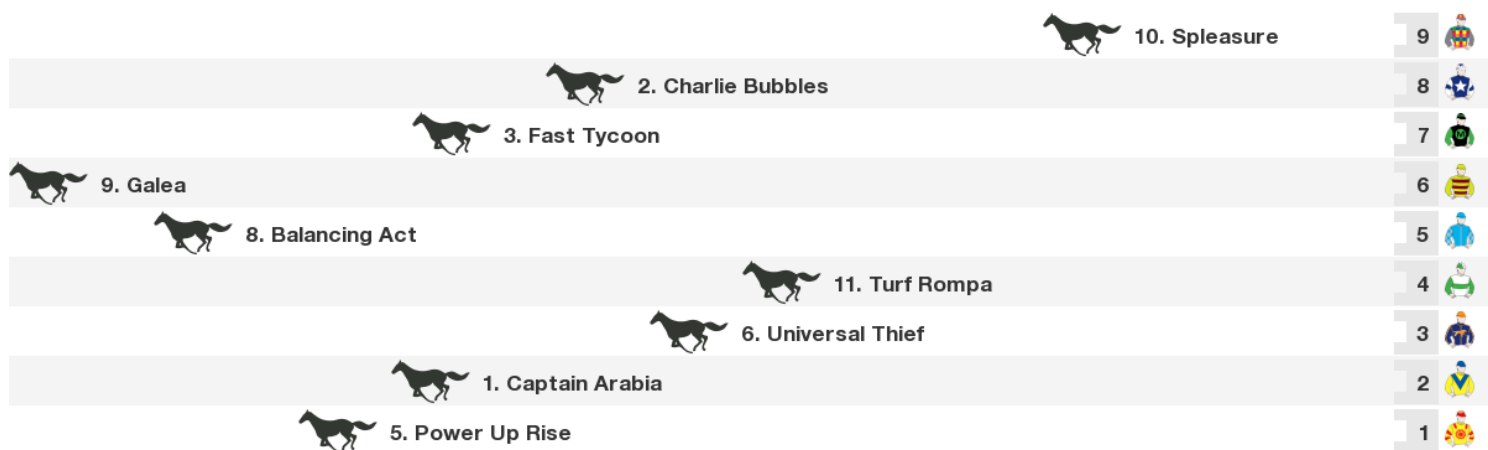 10. Spleasure 9
2. Charlie Bubbles 8
3. Fast Tycoon 7
M
9. Galea 6
8. Balancing Act 5
11. Turf Rompa 4
6. Universal Thief 3
1. Captain Arabia 2
5. Power Up Rise 1